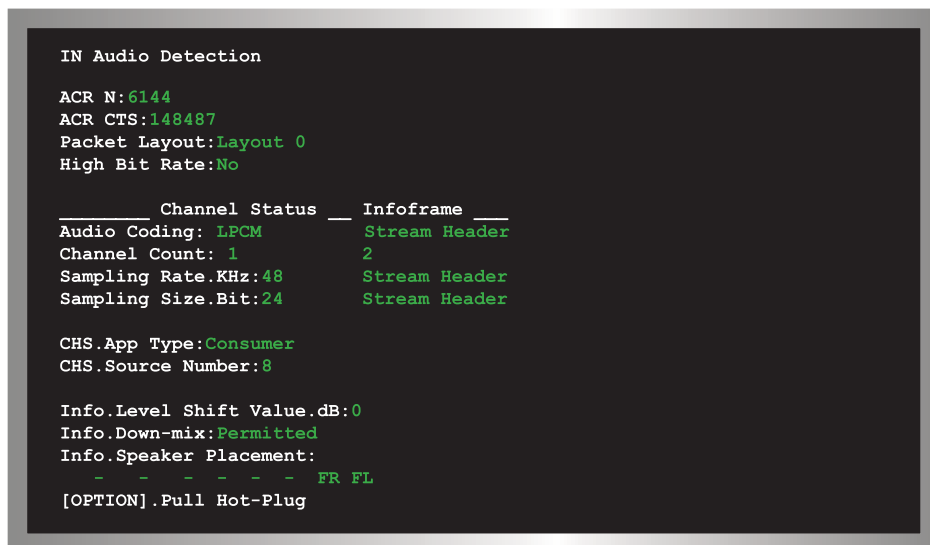 IN Audio Detection
ACR N:6144
ACR CTS:148487
Packet Layout:Layout 0
High Bit Rate:No
________ Channel Status __ Infoframe ___
Audio Coding: LPCM Stream Header
Channel Count: 1 2
Sampling Rate.KHz:48 Stream Header
Sampling Size.Bit:24 Stream Header
CHS.App Type:Consumer
CHS.Source Number:8
Info.Level Shift Value.dB:0
Info.Down-mix:Permitted
Info.Speaker Placement:
- - - - - - FR FL
[OPTION].Pull Hot-Plug